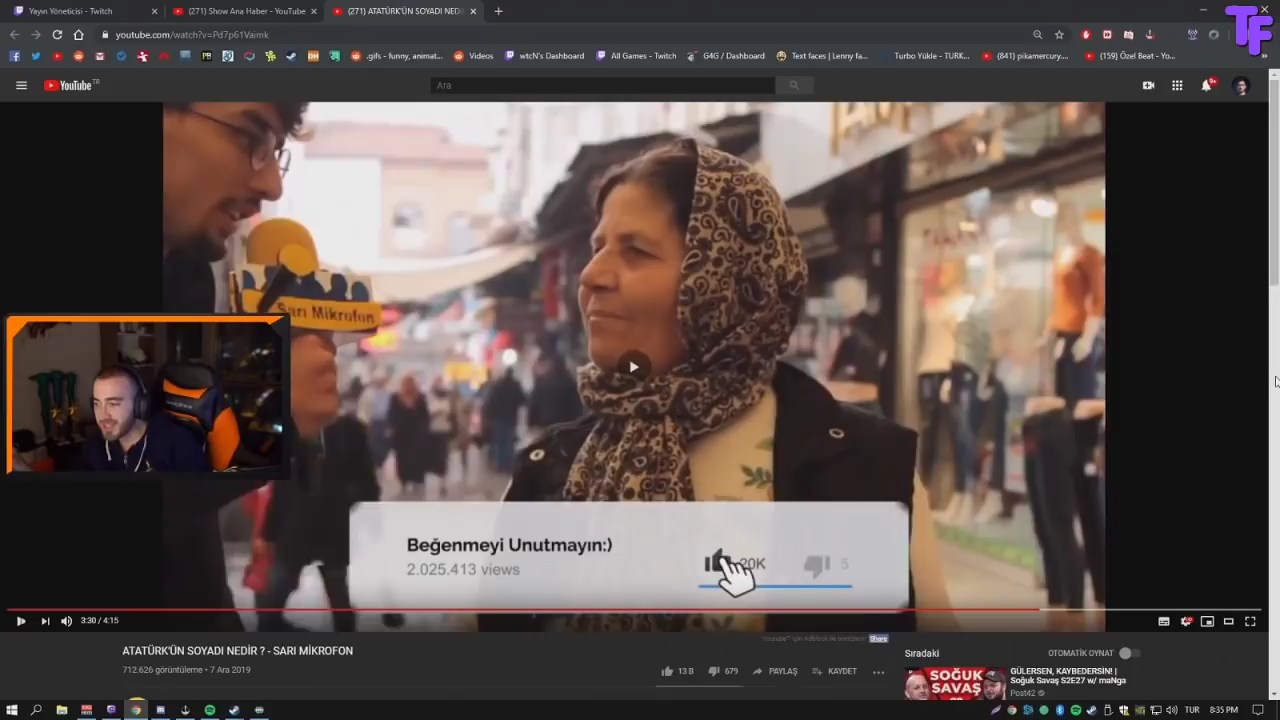 Yayın Yöneticisi - Twitch
(271) Show Ana Haber - YouTube
(271) ATATÜRK'ÜN SOYADI NEDİ
TF
youtube.com/watch?v=Pd7p61Vaimk
.gifs - funny, animat...
Videos
wtcN's Dashboard
All Games - Twitch
G4G / Dashboard
Text faces | Lenny fa...
Turbo Yükle - TURK...
(841) pikamercury....
(159) Özel Beat - Yo...
YouTube TR
Ara
9+
Sarı Mikrofon
Beğenmeyi Unutmayın:)
2.025.413 views
20K
5
3:30 / 4:15
Share
ATATÜRK'ÜN SOYADI NEDİR ? - SARI MİKROFON
712.626 görüntüleme • 7 Ara 2019
13 B
679
PAYLAŞ
KAYDET
Sıradaki
OTOMATİK OYNAT
SOĞUK
SAVAŞ
GÜLERSEN, KAYBEDERSİN! |
Soğuk Savaş S2E27 w/ maNga
Post42
TUR
8:35 PM